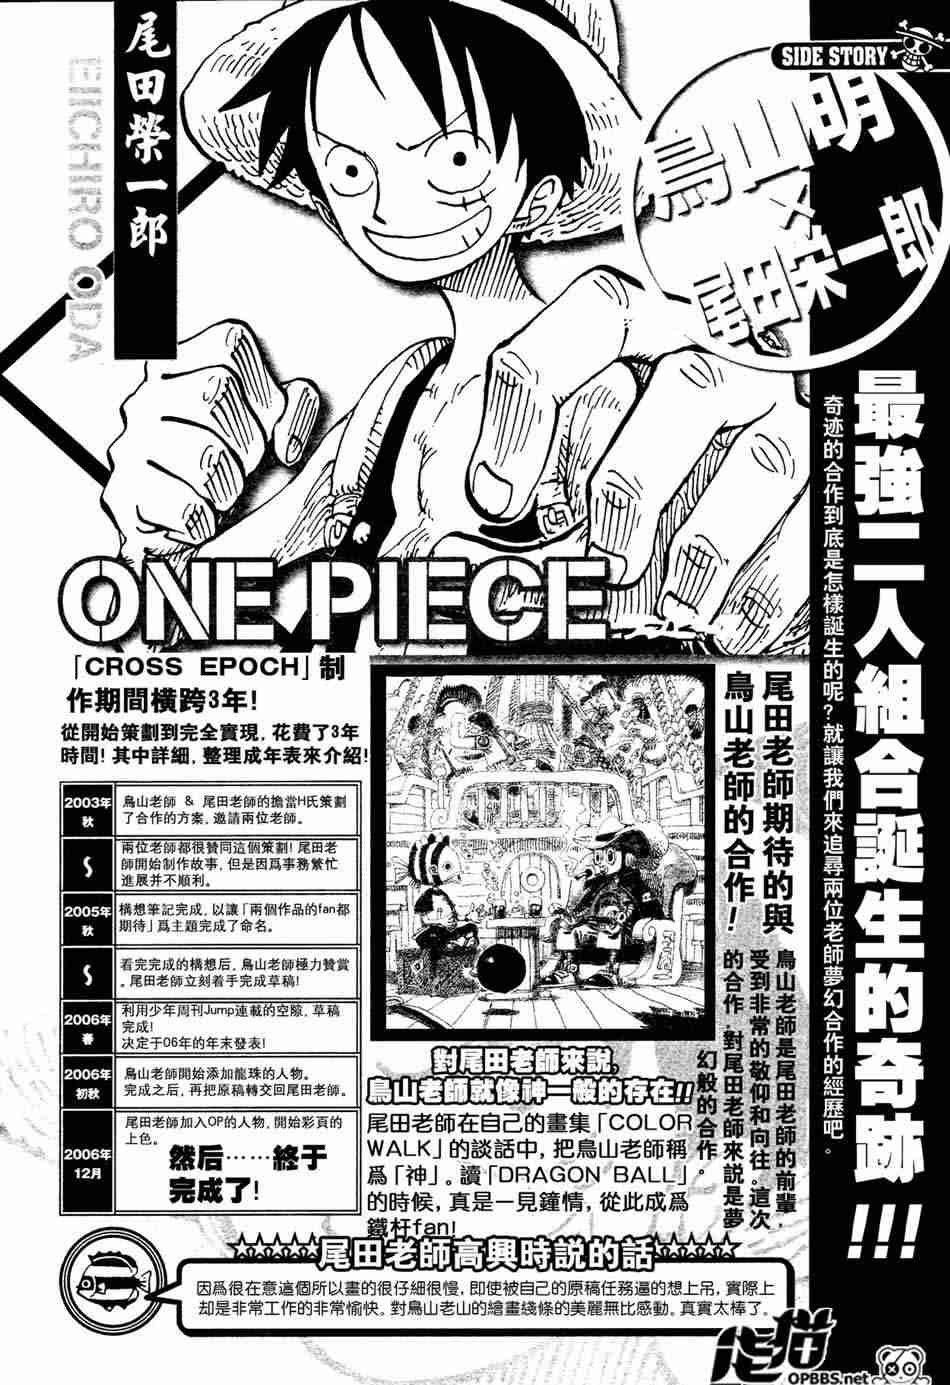 SIDE STORY
鳥山明
×
尾田栄一郎
最強二人組合誕生的奇跡!!!
奇迹的合作到底是怎樣誕生的呢?就讓我們來追尋兩位老師夢幻合作的經歷吧。
尾田榮一郎
EIICHIRO ODA
ONE PIECE
「CROSS EPOCH」制
作期間橫跨3年!
從開始策劃到完全實現, 花費了3年
時間! 其中詳細, 整理成年表來介紹!
2003年
秋
鳥山老師 & 尾田老師的擔當H氏策劃
了合作的方案, 邀請兩位老師。
~
兩位老師都很贊同這個策劃! 尾田老
師開始制作故事, 但是因爲事務繁忙
進展并不順利。
2005年
秋
構想筆記完成, 以讓「兩個作品的fan都
期待」爲主題完成了命名。
~
看完完成的構想后, 鳥山老師極力贊賞
。尾田老師立刻着手完成草稿!
2006年
春
利用少年周刊Jump連載的空隙, 草稿
完成!
決定于06年的年末發表!
2006年
初秋
鳥山老師開始添加龍珠的人物。
完成之后, 再把原稿轉交回尾田老師。
2006年
12月
尾田老師加入OP的人物, 開始彩頁的
上色。
然后……終于
完成了!
尾田老師期待的與
鳥山老師的合作!
鳥山老師是尾田老師的前輩,
受到非常的敬仰和向往。這次
的合作 對尾田老師來說是夢
幻般的合作。
對尾田老師來說,
鳥山老師就像神一般的存在!!
尾田老師在自己的畫集「COLOR
WALK」的談話中, 把鳥山老師稱
爲「神」。讀「DRAGON BALL」
的時候, 真是一見鐘情, 從此成爲
鐵杆fan!
尾田老師高興時説的話
因爲很在意這個所以畫的很仔細很慢, 即使被自己的原稿任務逼的想上吊, 實際上
却是非常工作的非常愉快。對鳥山老山的繪畫綫條的美麗無比感動。真實太棒了。
尾猫
OPBBS.net